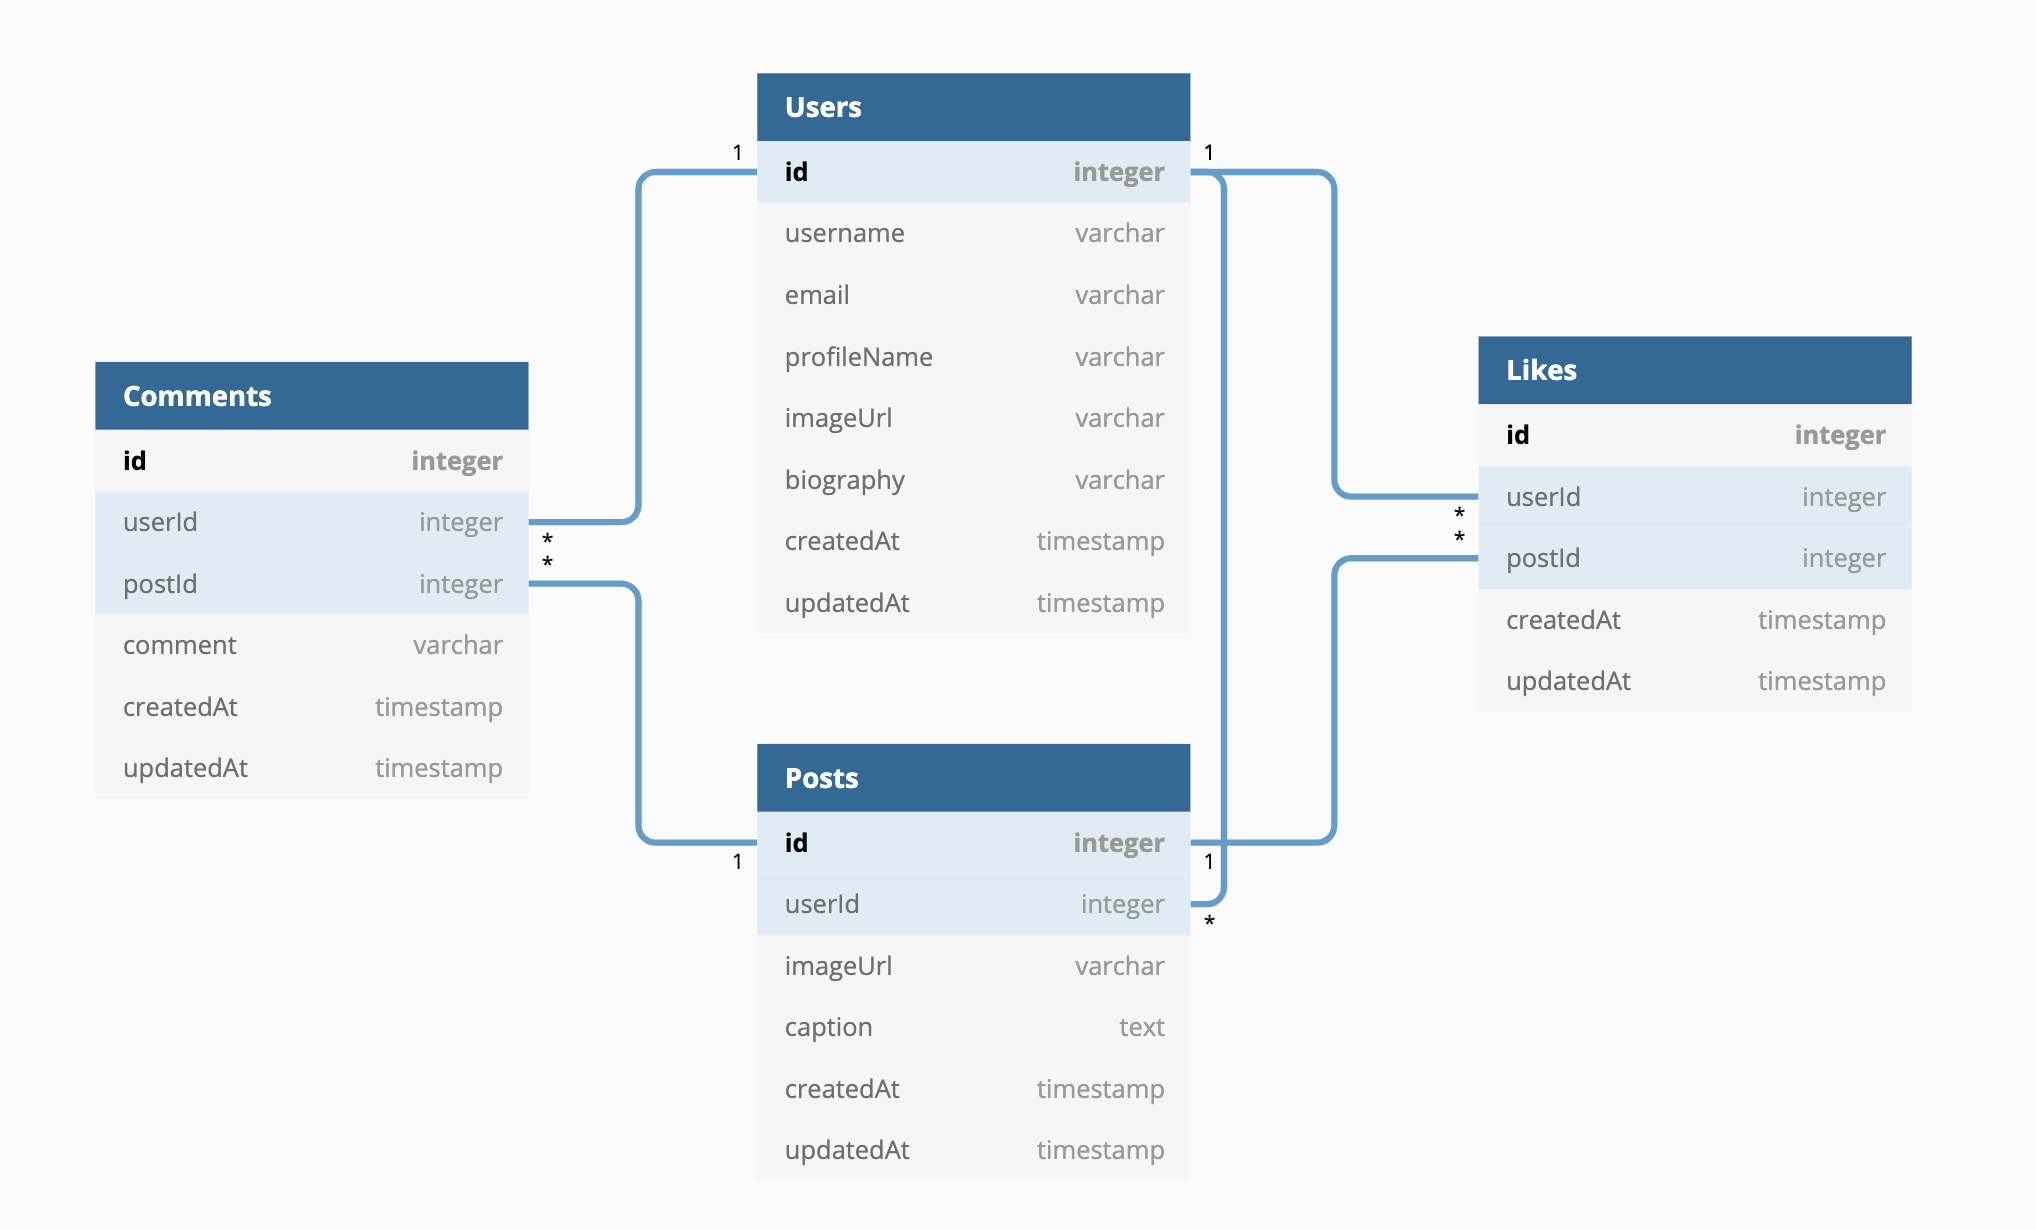 Users
1 1
id integer
username varchar
email varchar
profileName varchar
imageUrl varchar
biography varchar
createdAt timestamp
updatedAt timestamp
Comments
id integer
userId integer
*
*
postId integer
comment varchar
createdAt timestamp
updatedAt timestamp
Likes
id integer
userId integer
*
*
postId integer
createdAt timestamp
updatedAt timestamp
Posts
id integer
1 1
userId integer
*
imageUrl varchar
caption text
createdAt timestamp
updatedAt timestamp